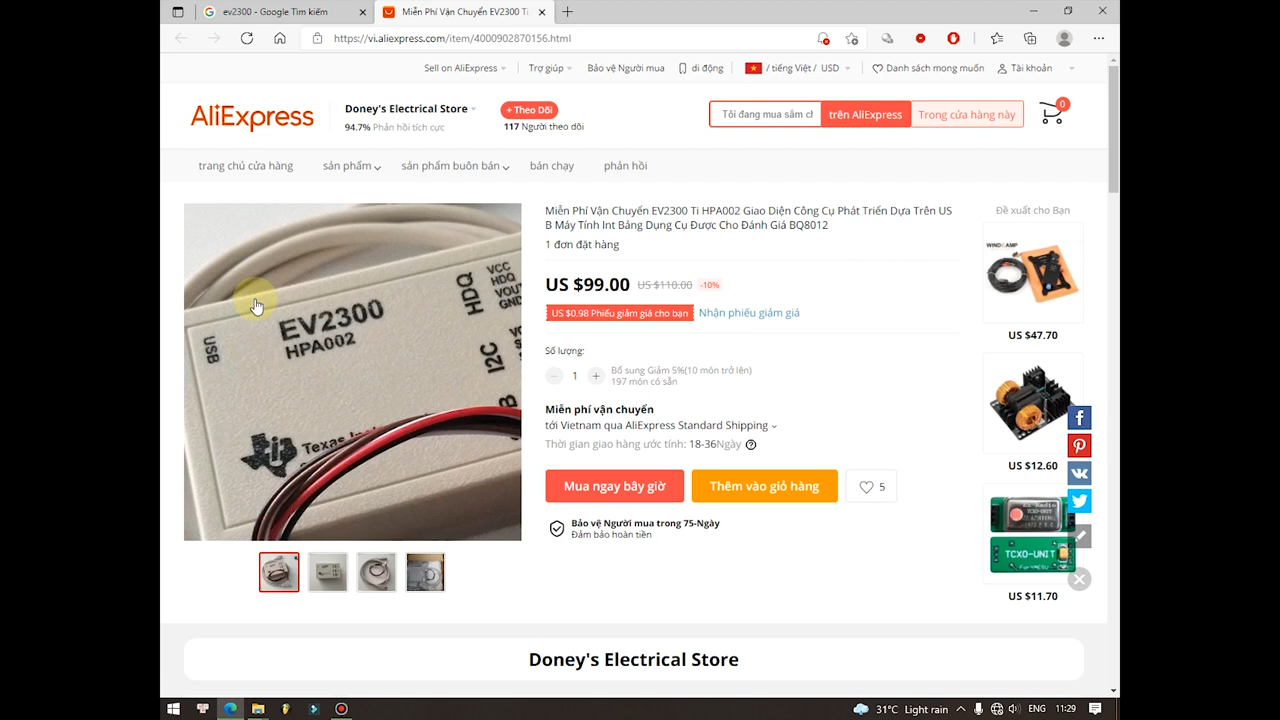 ev2300 - Google Tìm kiếm
Miễn Phí Vận Chuyển EV2300 Ti
https://vi.aliexpress.com/item/4000902870156.html
Sell on AliExpress
Trợ giúp
Bảo vệ Người mua
di động
/ tiếng Việt / USD
Danh sách mong muốn
Tài khoản
AliExpress
Doney's Electrical Store
94.7% Phản hồi tích cực
+ Theo Dõi
117 Người theo dõi
Tôi đang mua sắm ch
trên AliExpress
Trong cửa hàng này
0
trang chủ cửa hàng
sản phẩm
sản phẩm buôn bán
bán chạy
phản hồi
EV2300
HPA002
USB
HDQ
VCC
HDQ
VOU
GND
I2C
Texas Ins
Miễn Phí Vận Chuyển EV2300 Ti HPA002 Giao Diện Công Cụ Phát Triển Dựa Trên US
B Máy Tính Int Bảng Dụng Cụ Được Cho Đánh Giá BQ8012
1 đơn đặt hàng
US $99.00 US $110.00 -10%
US $0.98 Phiếu giảm giá cho bạn
Nhận phiếu giảm giá
Số lượng:
1
Bổ sung Giảm 5%(10 món trở lên)
197 món có sẵn
Miễn phí vận chuyển
tới Vietnam qua AliExpress Standard Shipping
Thời gian giao hàng ước tính: 18-36Ngày
Mua ngay bây giờ
Thêm vào giỏ hàng
5
Bảo vệ Người mua trong 75-Ngày
Đảm bảo hoàn tiền
Đề xuất cho Bạn
WINDCAMP
US $47.70
US $12.60
TCXO-UNIT
US $11.70
Doney's Electrical Store
31°C Light rain
ENG
11:29